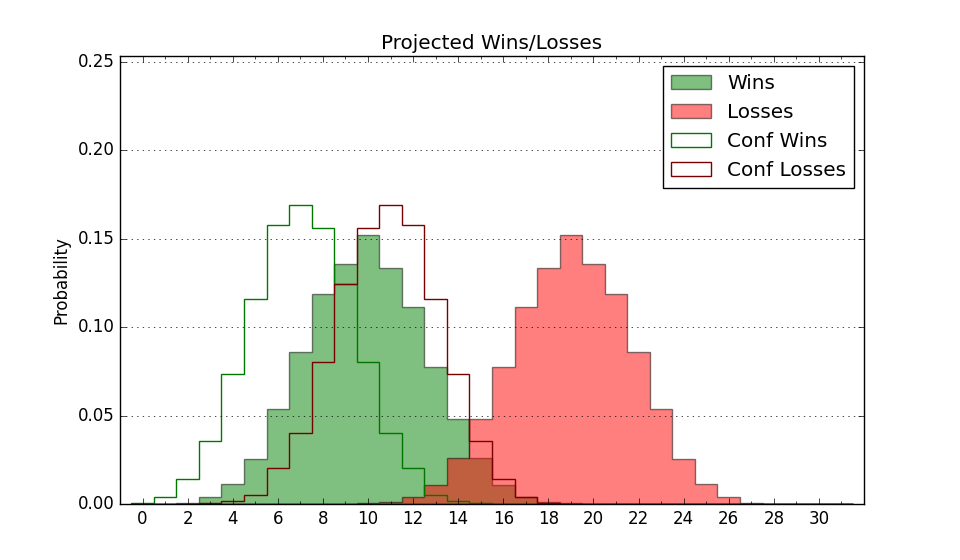 Projected Wins/Losses
0.25
0.20
0.15
0.10
0.05
0.00
Probability
Wins
Losses
Conf Wins
Conf Losses
0 2 4 6 8 10 12 14 16 18 20 22 24 26 28 30